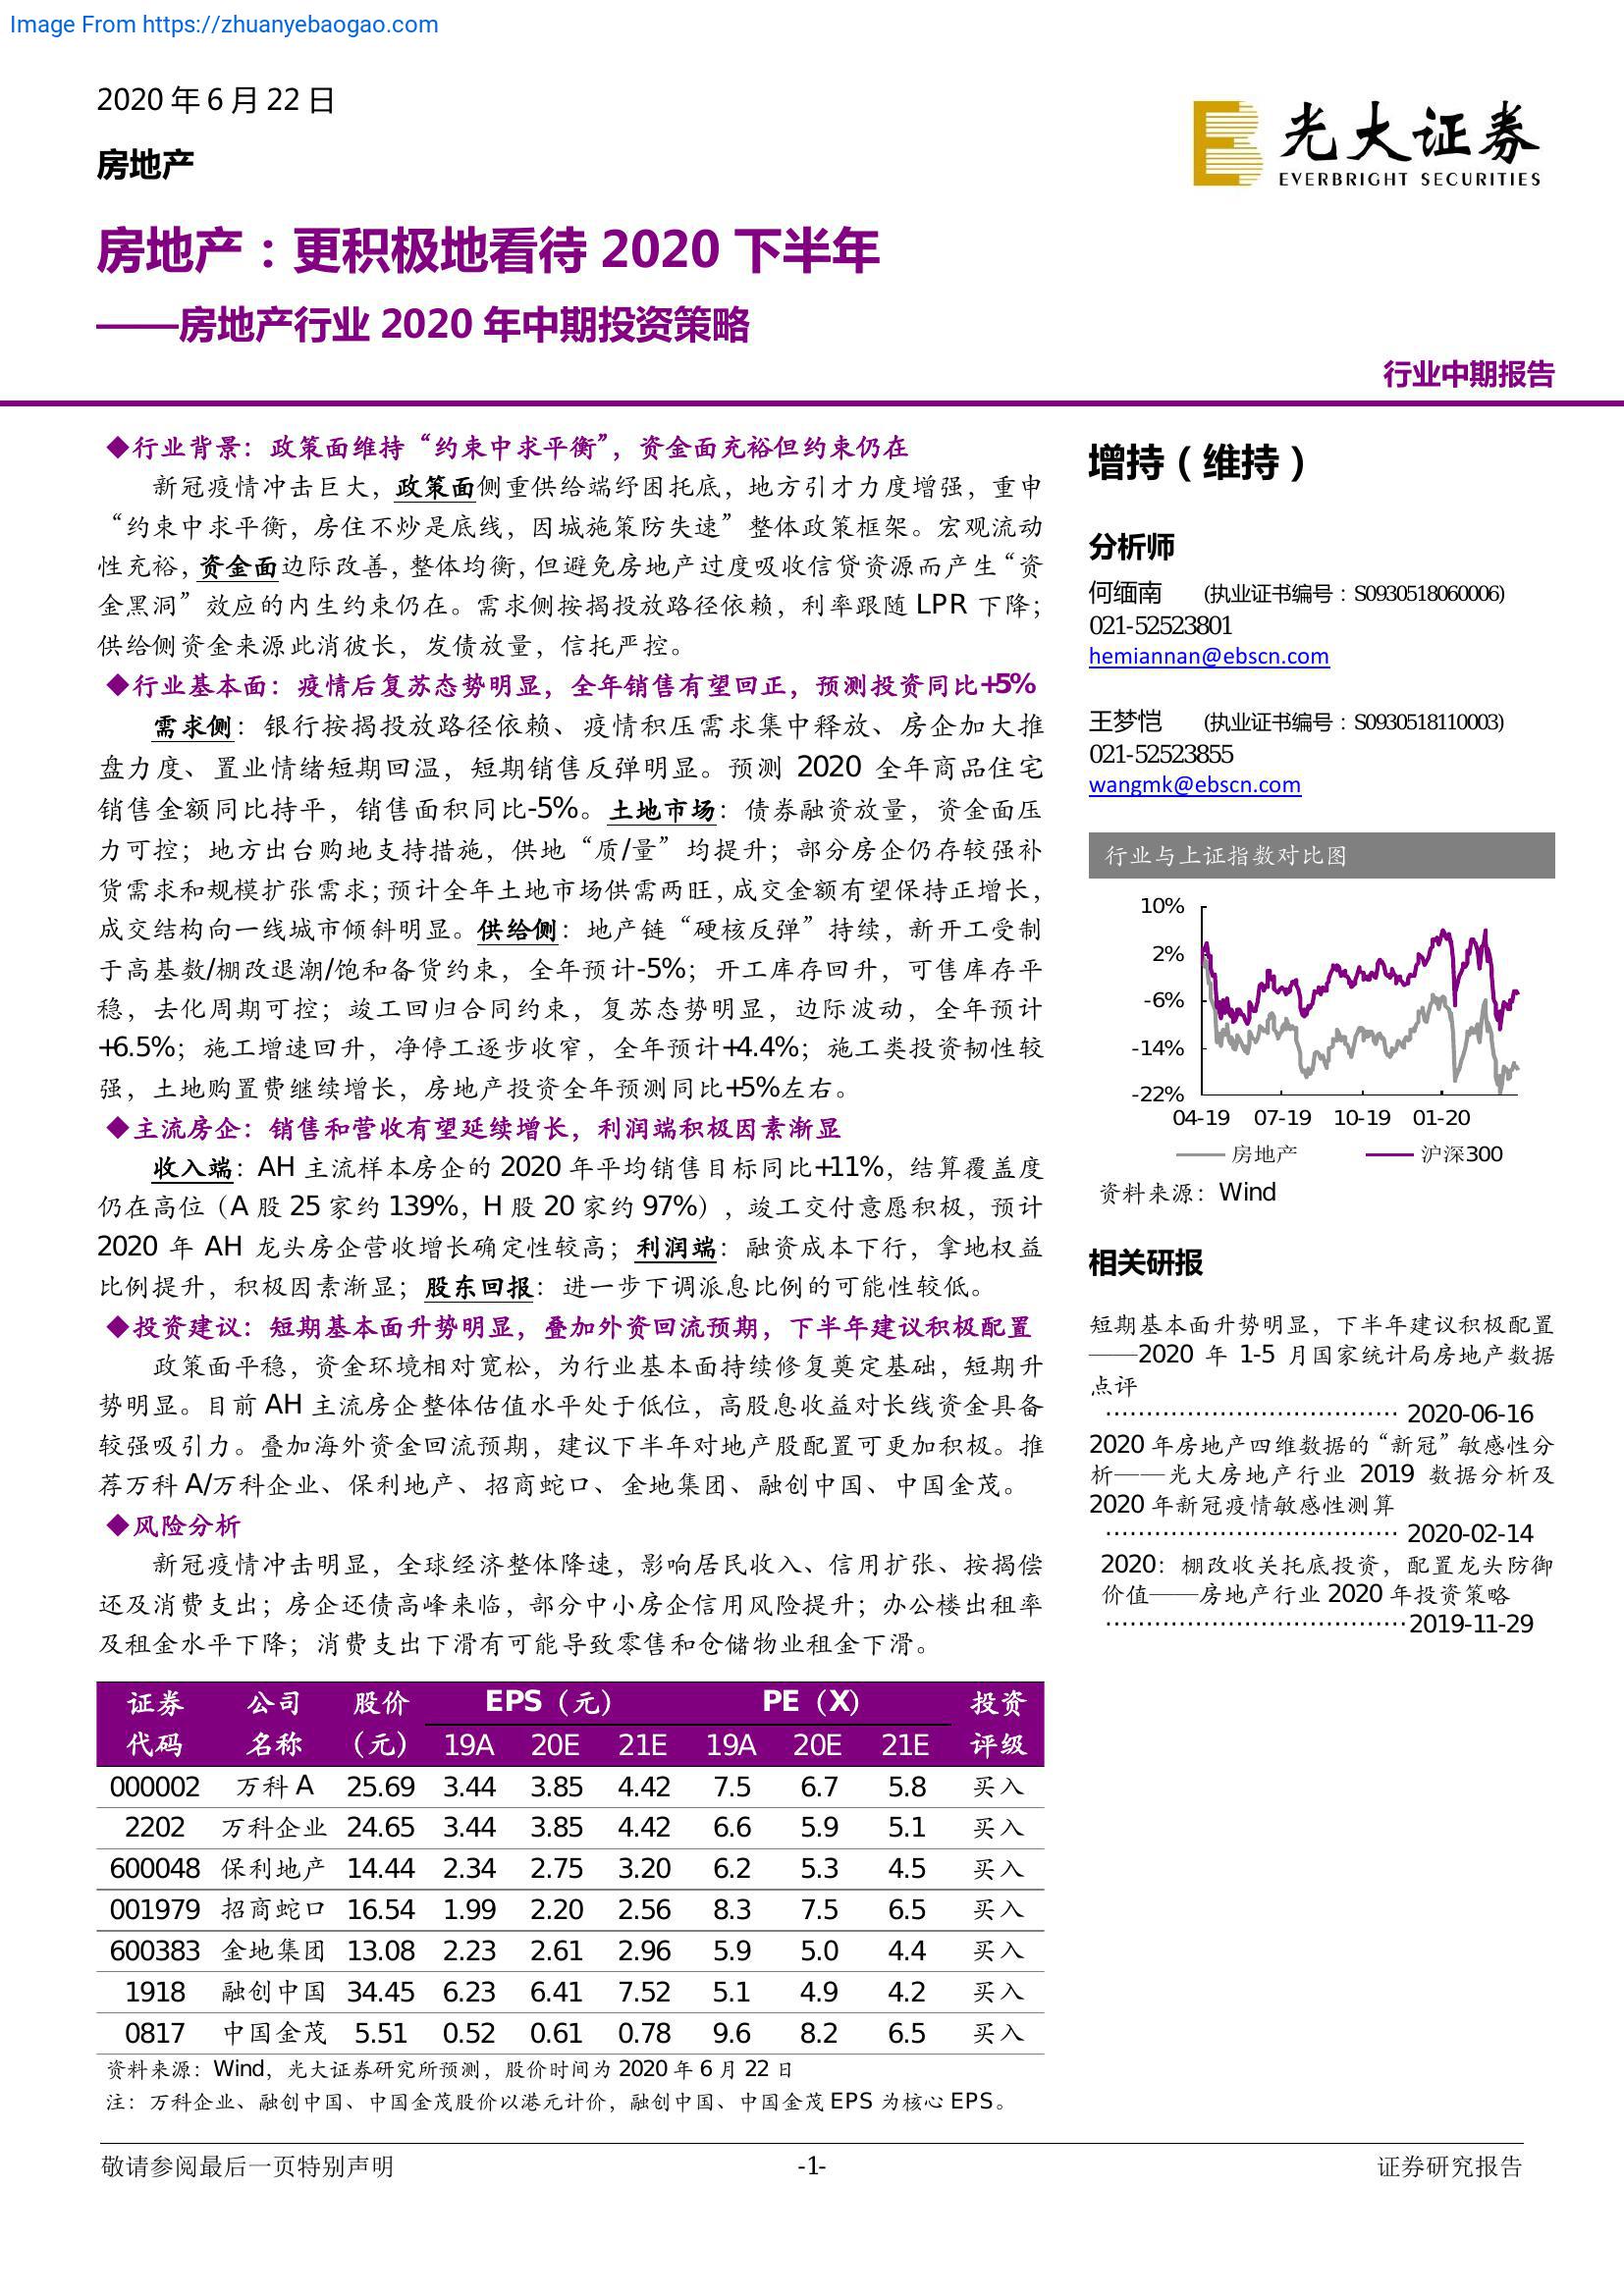 Image From https://zhuanyebaogao.com
2020 年 6 月 22 日
房地产
光大证券
EVERBRIGHT SECURITIES
房地产：更积极地看待 2020 下半年
——房地产行业 2020 年中期投资策略
行业中期报告
◆行业背景：政策面维持“约束中求平衡”，资金面充裕但约束仍在
新冠疫情冲击巨大，政策面侧重供给端纾困托底，地方引才力度增强，重申
“约束中求平衡，房住不炒是底线，因城施策防失速”整体政策框架。宏观流动
性充裕，资金面边际改善，整体均衡，但避免房地产过度吸收信贷资源而产生“资
金黑洞”效应的内生约束仍在。需求侧按揭投放路径依赖，利率跟随 LPR 下降；
供给侧资金来源此消彼长，发债放量，信托严控。
◆行业基本面：疫情后复苏态势明显，全年销售有望回正，预测投资同比+5%
需求侧：银行按揭投放路径依赖、疫情积压需求集中释放、房企加大推
盘力度、置业情绪短期回温，短期销售反弹明显。预测 2020 全年商品住宅
销售金额同比持平，销售面积同比-5%。土地市场：债券融资放量，资金面压
力可控；地方出台购地支持措施，供地“质/量”均提升；部分房企仍存较强补
货需求和规模扩张需求；预计全年土地市场供需两旺，成交金额有望保持正增长，
成交结构向一线城市倾斜明显。供给侧：地产链“硬核反弹”持续，新开工受制
于高基数/棚改退潮/饱和备货约束，全年预计-5%；开工库存回升，可售库存平
稳，去化周期可控；竣工回归合同约束，复苏态势明显，边际波动，全年预计
+6.5%；施工增速回升，净停工逐步收窄，全年预计+4.4%；施工类投资韧性较
强，土地购置费继续增长，房地产投资全年预测同比+5%左右。
◆主流房企：销售和营收有望延续增长，利润端积极因素渐显
收入端：AH 主流样本房企的 2020 年平均销售目标同比+11%，结算覆盖度
仍在高位（A 股 25 家约 139%，H 股 20 家约 97%），竣工交付意愿积极，预计
2020 年 AH 龙头房企营收增长确定性较高；利润端：融资成本下行，拿地权益
比例提升，积极因素渐显；股东回报：进一步下调派息比例的可能性较低。
◆投资建议：短期基本面升势明显，叠加外资回流预期，下半年建议积极配置
政策面平稳，资金环境相对宽松，为行业基本面持续修复奠定基础，短期升
势明显。目前 AH 主流房企整体估值水平处于低位，高股息收益对长线资金具备
较强吸引力。叠加海外资金回流预期，建议下半年对地产股配置可更加积极。推
荐万科 A/万科企业、保利地产、招商蛇口、金地集团、融创中国、中国金茂。
◆风险分析
新冠疫情冲击明显，全球经济整体降速，影响居民收入、信用扩张、按揭偿
还及消费支出；房企还债高峰来临，部分中小房企信用风险提升；办公楼出租率
及租金水平下降；消费支出下滑有可能导致零售和仓储物业租金下滑。
证券 公司 股价 EPS（元） PE（X） 投资
代码 名称 （元） 19A 20E 21E 19A 20E 21E 评级
000002 万科 A 25.69 3.44 3.85 4.42 7.5 6.7 5.8 买入
2202 万科企业 24.65 3.44 3.85 4.42 6.6 5.9 5.1 买入
600048 保利地产 14.44 2.34 2.75 3.20 6.2 5.3 4.5 买入
001979 招商蛇口 16.54 1.99 2.20 2.56 8.3 7.5 6.5 买入
600383 金地集团 13.08 2.23 2.61 2.96 5.9 5.0 4.4 买入
1918 融创中国 34.45 6.23 6.41 7.52 5.1 4.9 4.2 买入
0817 中国金茂 5.51 0.52 0.61 0.78 9.6 8.2 6.5 买入
资料来源：Wind，光大证券研究所预测，股价时间为 2020 年 6 月 22 日
注：万科企业、融创中国、中国金茂股价以港元计价，融创中国、中国金茂 EPS 为核心 EPS。
增持（维持）
分析师
何缅南 (执业证书编号：S0930518060006)
021-52523801
hemiannan@ebscn.com
王梦恺 (执业证书编号：S0930518110003)
021-52523855
wangmk@ebscn.com
行业与上证指数对比图
10%
2%
-6%
-14%
-22%
04-19 07-19 10-19 01-20
房地产 沪深300
资料来源：Wind
相关研报
短期基本面升势明显，下半年建议积极配置
——2020 年 1-5 月国家统计局房地产数据
点评
………………………………… 2020-06-16
2020 年房地产四维数据的“新冠”敏感性分
析——光大房地产行业 2019 数据分析及
2020 年新冠疫情敏感性测算
………………………………… 2020-02-14
2020：棚改收关托底投资，配置龙头防御
价值——房地产行业 2020 年投资策略
…………………………………2019-11-29
敬请参阅最后一页特别声明 -1- 证券研究报告